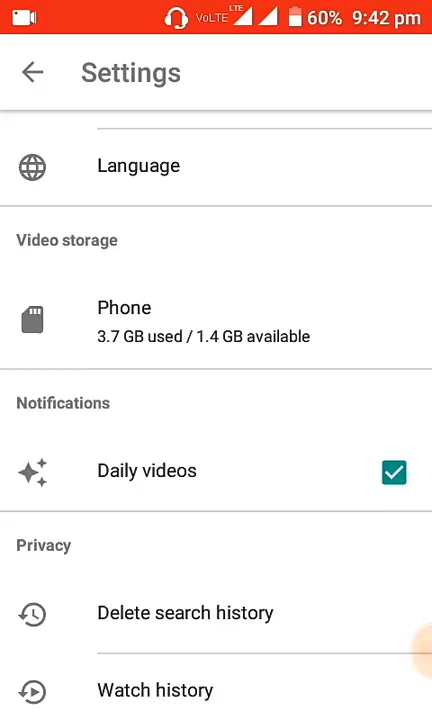 VoLTE LTE 60% 9:42 pm
Settings
Language
Video storage
Phone
3.7 GB used / 1.4 GB available
Notifications
Daily videos
Privacy
Delete search history
Watch history